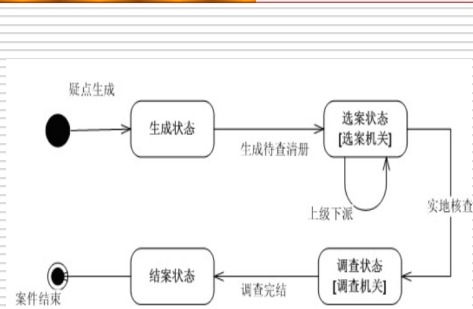 疑点生成
生成状态
生成待查清册
选案状态
[选案机关]
上级下派
实地核查
调查状态
[调查机关]
调查完结
结案状态
案件结束